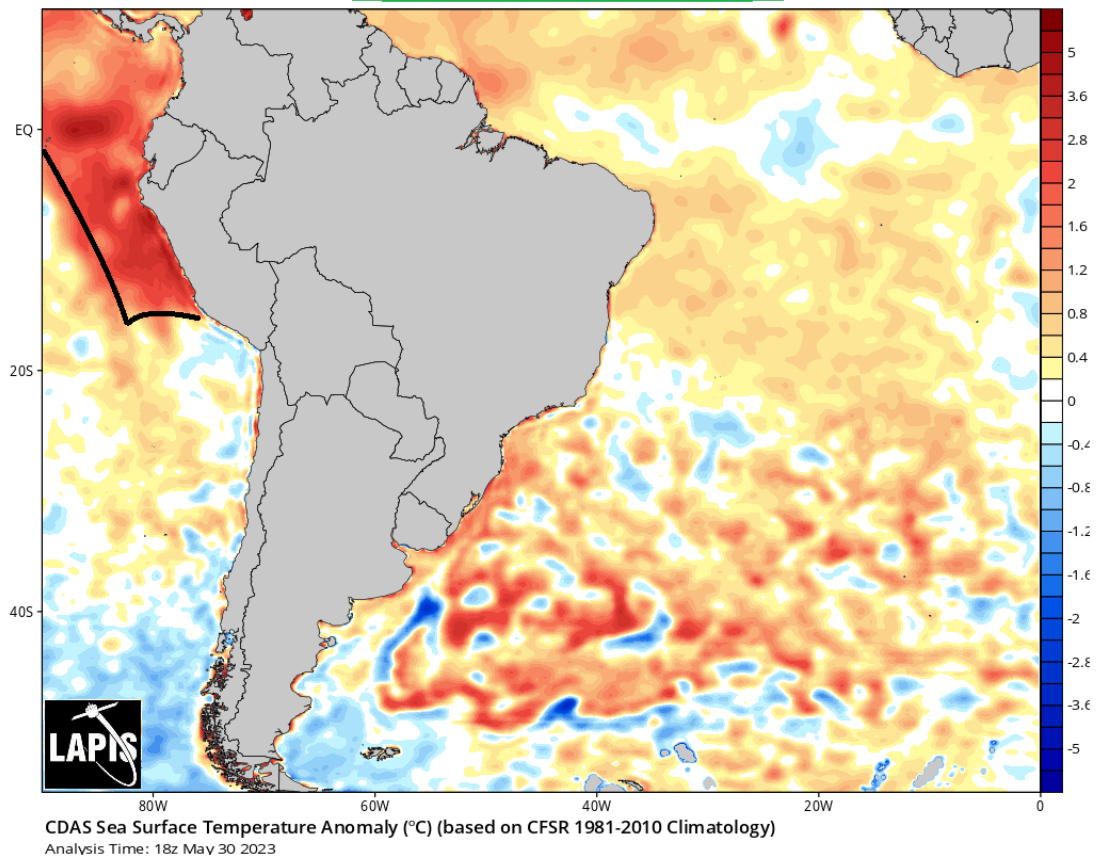 EQ
20S
40S
80W
60W
40W
20W
0
5
3.6
2.8
2
1.6
1.2
0.8
0.4
0
-0.4
-0.8
-1.2
-1.6
-2
-2.8
-3.6
-5
LAPIS
CDAS Sea Surface Temperature Anomaly (°C) (based on CFSR 1981-2010 Climatology)
Analysis Time: 18z May 30 2023